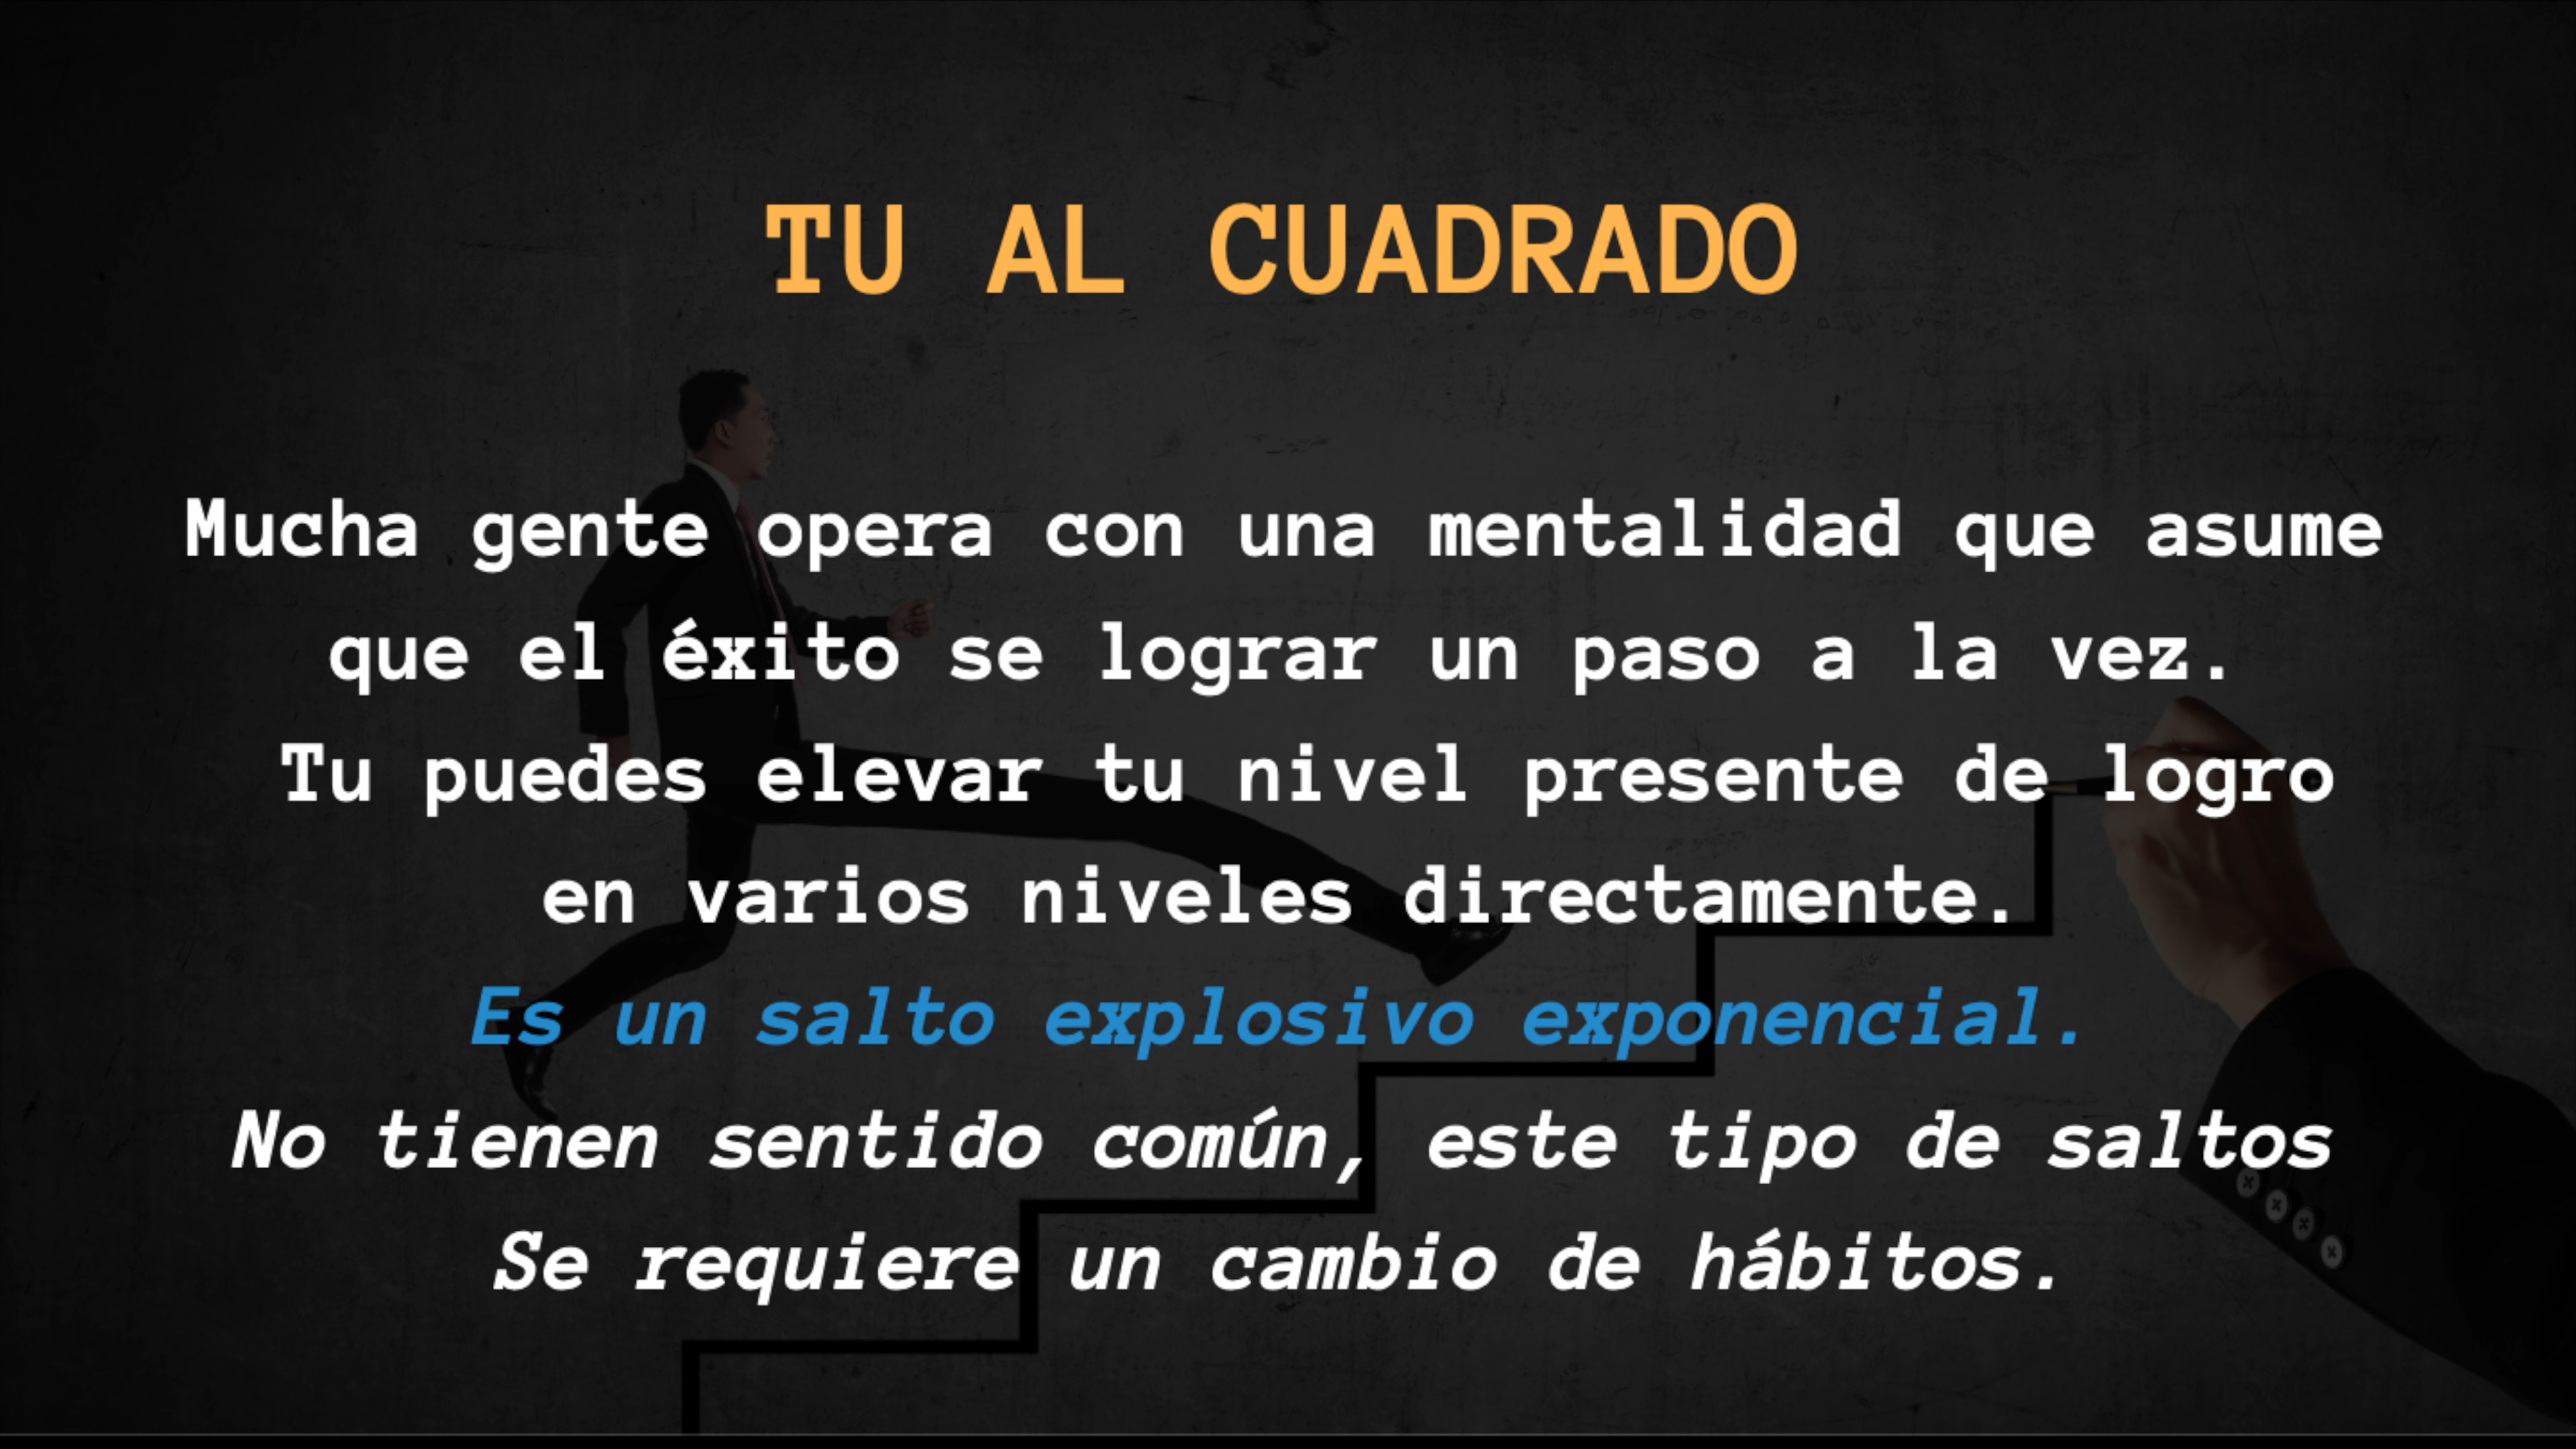 TU AL CUADRADO
Mucha gente opera con una mentalidad que asume
que el éxito se lograr un paso a la vez.
Tu puedes elevar tu nivel presente de logro
en varios niveles directamente.
Es un salto explosivo exponencial.
No tienen sentido común, este tipo de saltos
Se requiere un cambio de hábitos.